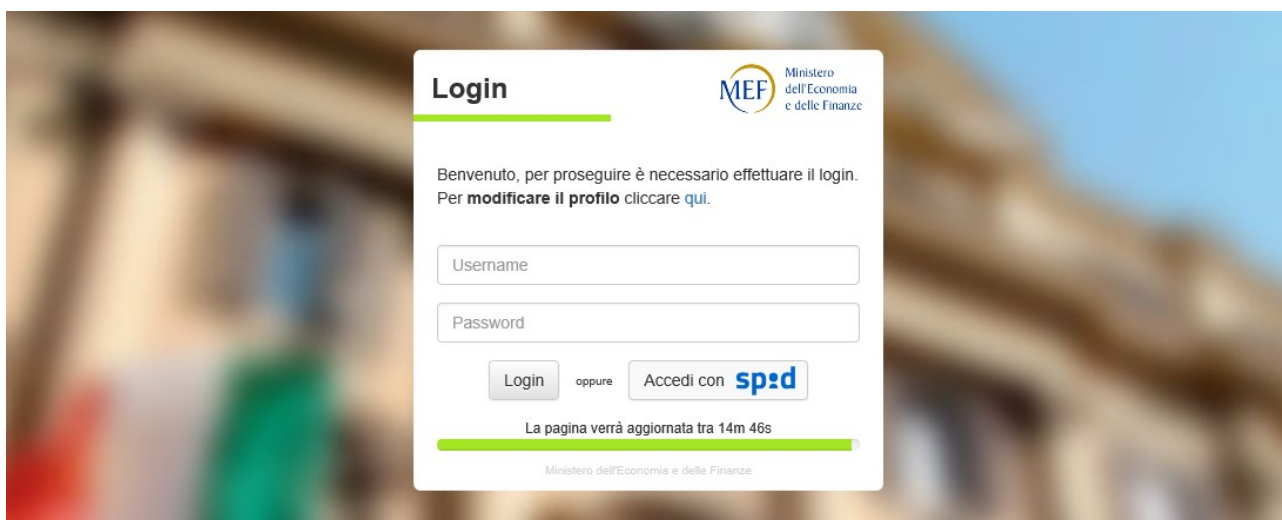 Login
MEF
Ministero
dell'Economia
e delle Finanze
Benvenuto, per proseguire è necessario effettuare il login.
Per modificare il profilo cliccare qui.
Username
Password
Login oppure Accedi con spid
La pagina verrà aggiornata tra 14m 46s
Ministero dell'Economia e delle Finanze